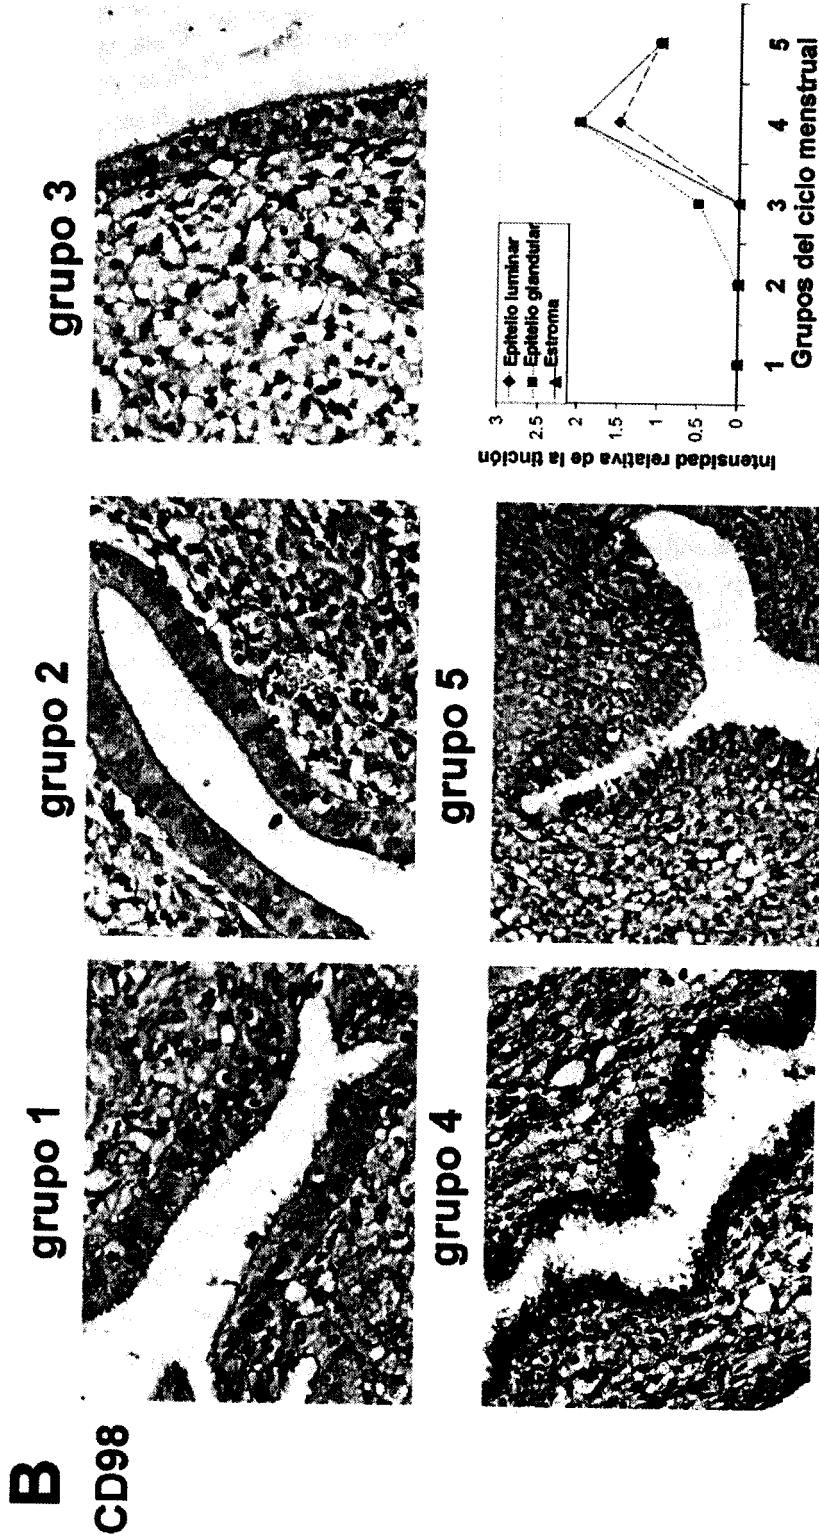 B
CD98
grupo 1
grupo 2
grupo 3
grupo 4
grupo 5
Intensidad relativa de la tinción
3
2.5
2
1.5
1
0.5
0
Epitelio luminar
Epitelio glandular
Estroma
1 2 3 4 5
Grupos del ciclo menstrual